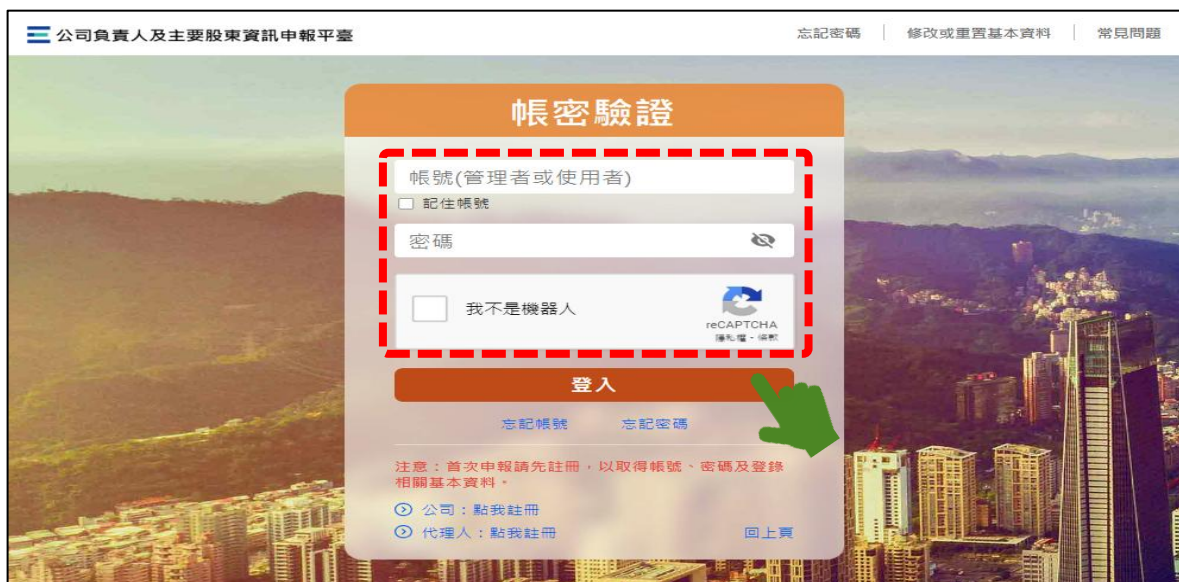 公司負責人及主要股東資訊申報平臺
忘記密碼
修改或重置基本資料
常見問題
帳密驗證
帳號(管理者或使用者)
記住帳號
密碼
我不是機器人
reCAPTCHA
隱私權 - 條款
登入
忘記帳號 忘記密碼
注意：首次申報請先註冊，以取得帳號、密碼及登錄
相關基本資料。
公司：點我註冊
代理人：點我註冊
回上頁